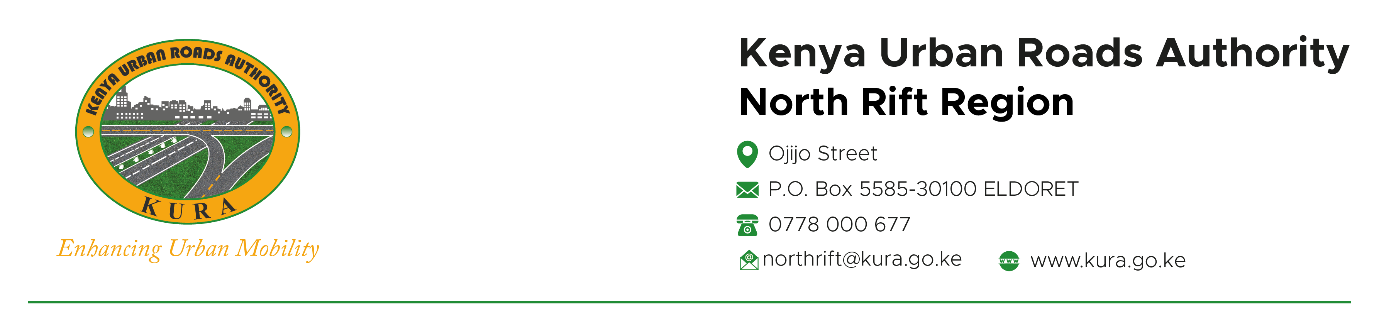 KENYA URBAN ROADS AUTHORITY
KURA
Enhancing Urban Mobility
Kenya Urban Roads Authority
North Rift Region
Ojijo Street
P.O. Box 5585-30100 ELDORET
0778 000 677
@ northrift@kura.go.ke www www.kura.go.ke